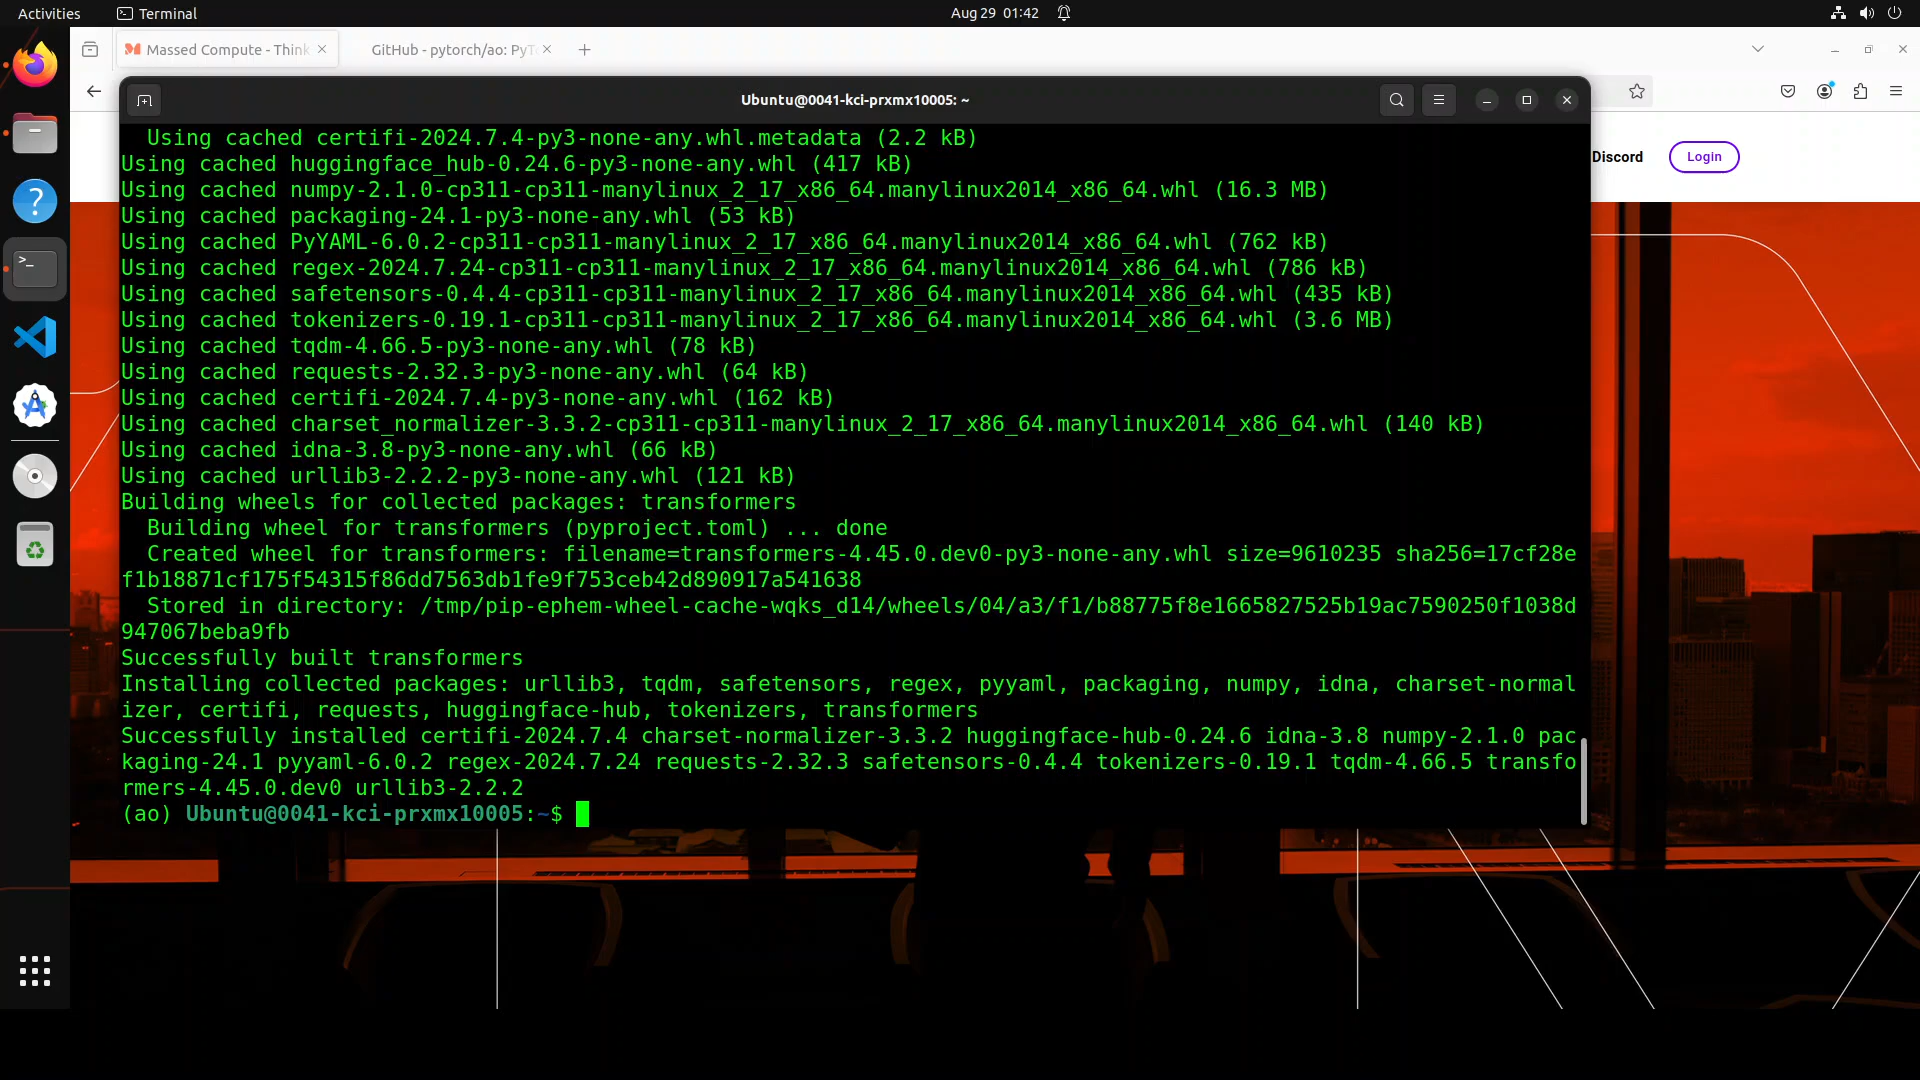 Activities
Terminal
Aug 29 01:42
Massed Compute - Think
GitHub - pytorch/ao: PyT
Ubuntu@0041-kci-prxmx10005: ~
Discord
Login
Using cached certifi-2024.7.4-py3-none-any.whl.metadata (2.2 kB)
Using cached huggingface_hub-0.24.6-py3-none-any.whl (417 kB)
Using cached numpy-2.1.0-cp311-cp311-manylinux_2_17_x86_64.manylinux2014_x86_64.whl (16.3 MB)
Using cached packaging-24.1-py3-none-any.whl (53 kB)
Using cached PyYAML-6.0.2-cp311-cp311-manylinux_2_17_x86_64.manylinux2014_x86_64.whl (762 kB)
Using cached regex-2024.7.24-cp311-cp311-manylinux_2_17_x86_64.manylinux2014_x86_64.whl (786 kB)
Using cached safetensors-0.4.4-cp311-cp311-manylinux_2_17_x86_64.manylinux2014_x86_64.whl (435 kB)
Using cached tokenizers-0.19.1-cp311-cp311-manylinux_2_17_x86_64.manylinux2014_x86_64.whl (3.6 MB)
Using cached tqdm-4.66.5-py3-none-any.whl (78 kB)
Using cached requests-2.32.3-py3-none-any.whl (64 kB)
Using cached certifi-2024.7.4-py3-none-any.whl (162 kB)
Using cached charset_normalizer-3.3.2-cp311-cp311-manylinux_2_17_x86_64.manylinux2014_x86_64.whl (140 kB)
Using cached idna-3.8-py3-none-any.whl (66 kB)
Using cached urllib3-2.2.2-py3-none-any.whl (121 kB)
Building wheels for collected packages: transformers
Building wheel for transformers (pyproject.toml) ... done
Created wheel for transformers: filename=transformers-4.45.0.dev0-py3-none-any.whl size=9610235 sha256=17cf28e
f1b18871cf175f54315f86dd7563db1fe9f753ceb42d890917a541638
Stored in directory: /tmp/pip-ephem-wheel-cache-wqks_d14/wheels/04/a3/f1/b88775f8e1665827525b19ac7590250f1038d
947067beba9fb
Successfully built transformers
Installing collected packages: urllib3, tqdm, safetensors, regex, pyyaml, packaging, numpy, idna, charset-normal
izer, certifi, requests, huggingface-hub, tokenizers, transformers
Successfully installed certifi-2024.7.4 charset-normalizer-3.3.2 huggingface-hub-0.24.6 idna-3.8 numpy-2.1.0 pac
kaging-24.1 pyyaml-6.0.2 regex-2024.7.24 requests-2.32.3 safetensors-0.4.4 tokenizers-0.19.1 tqdm-4.66.5 transfo
rmers-4.45.0.dev0 urllib3-2.2.2
(ao) Ubuntu@0041-kci-prxmx10005:~$